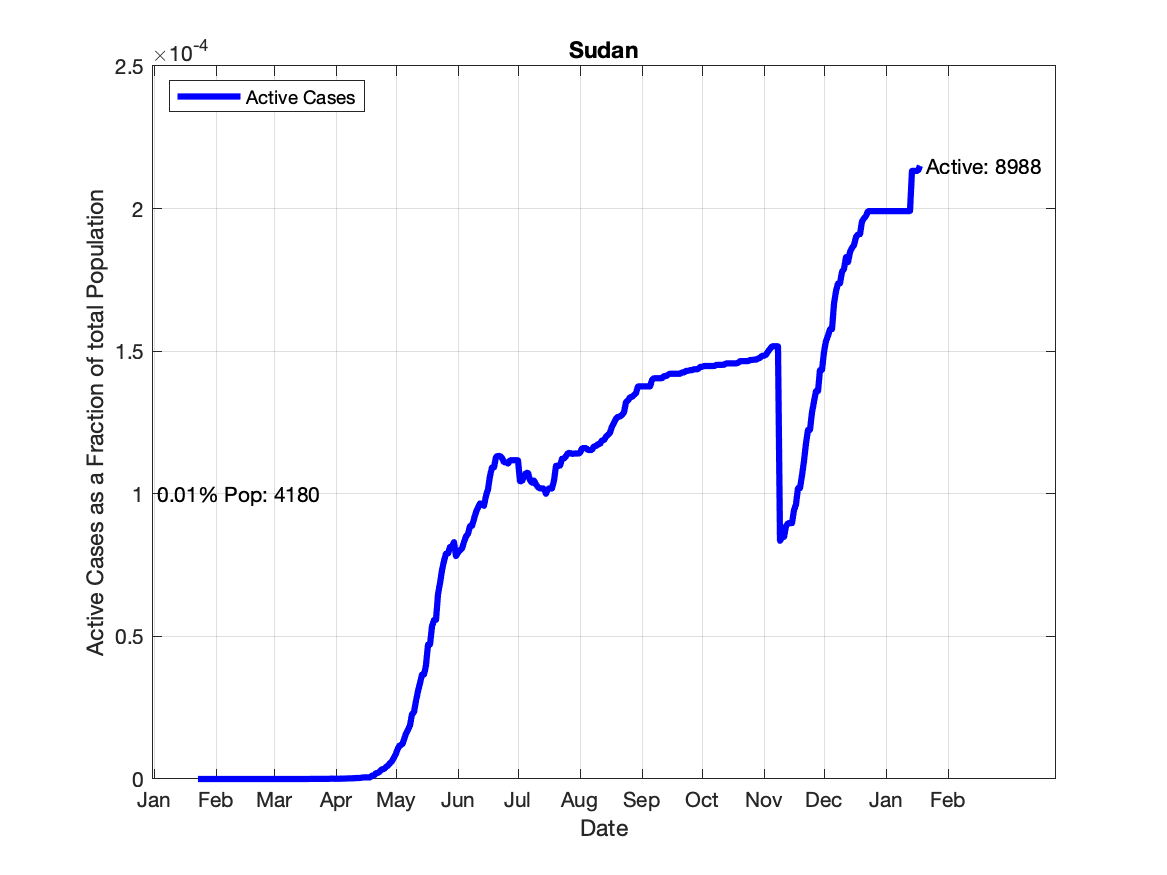 Sudan
×10-4
2.5
2
1.5
1
0.5
0
Active Cases as a Fraction of total Population
Active Cases
Active: 8988
0.01% Pop: 4180
Jan Feb Mar Apr May Jun Jul Aug Sep Oct Nov Dec Jan Feb
Date